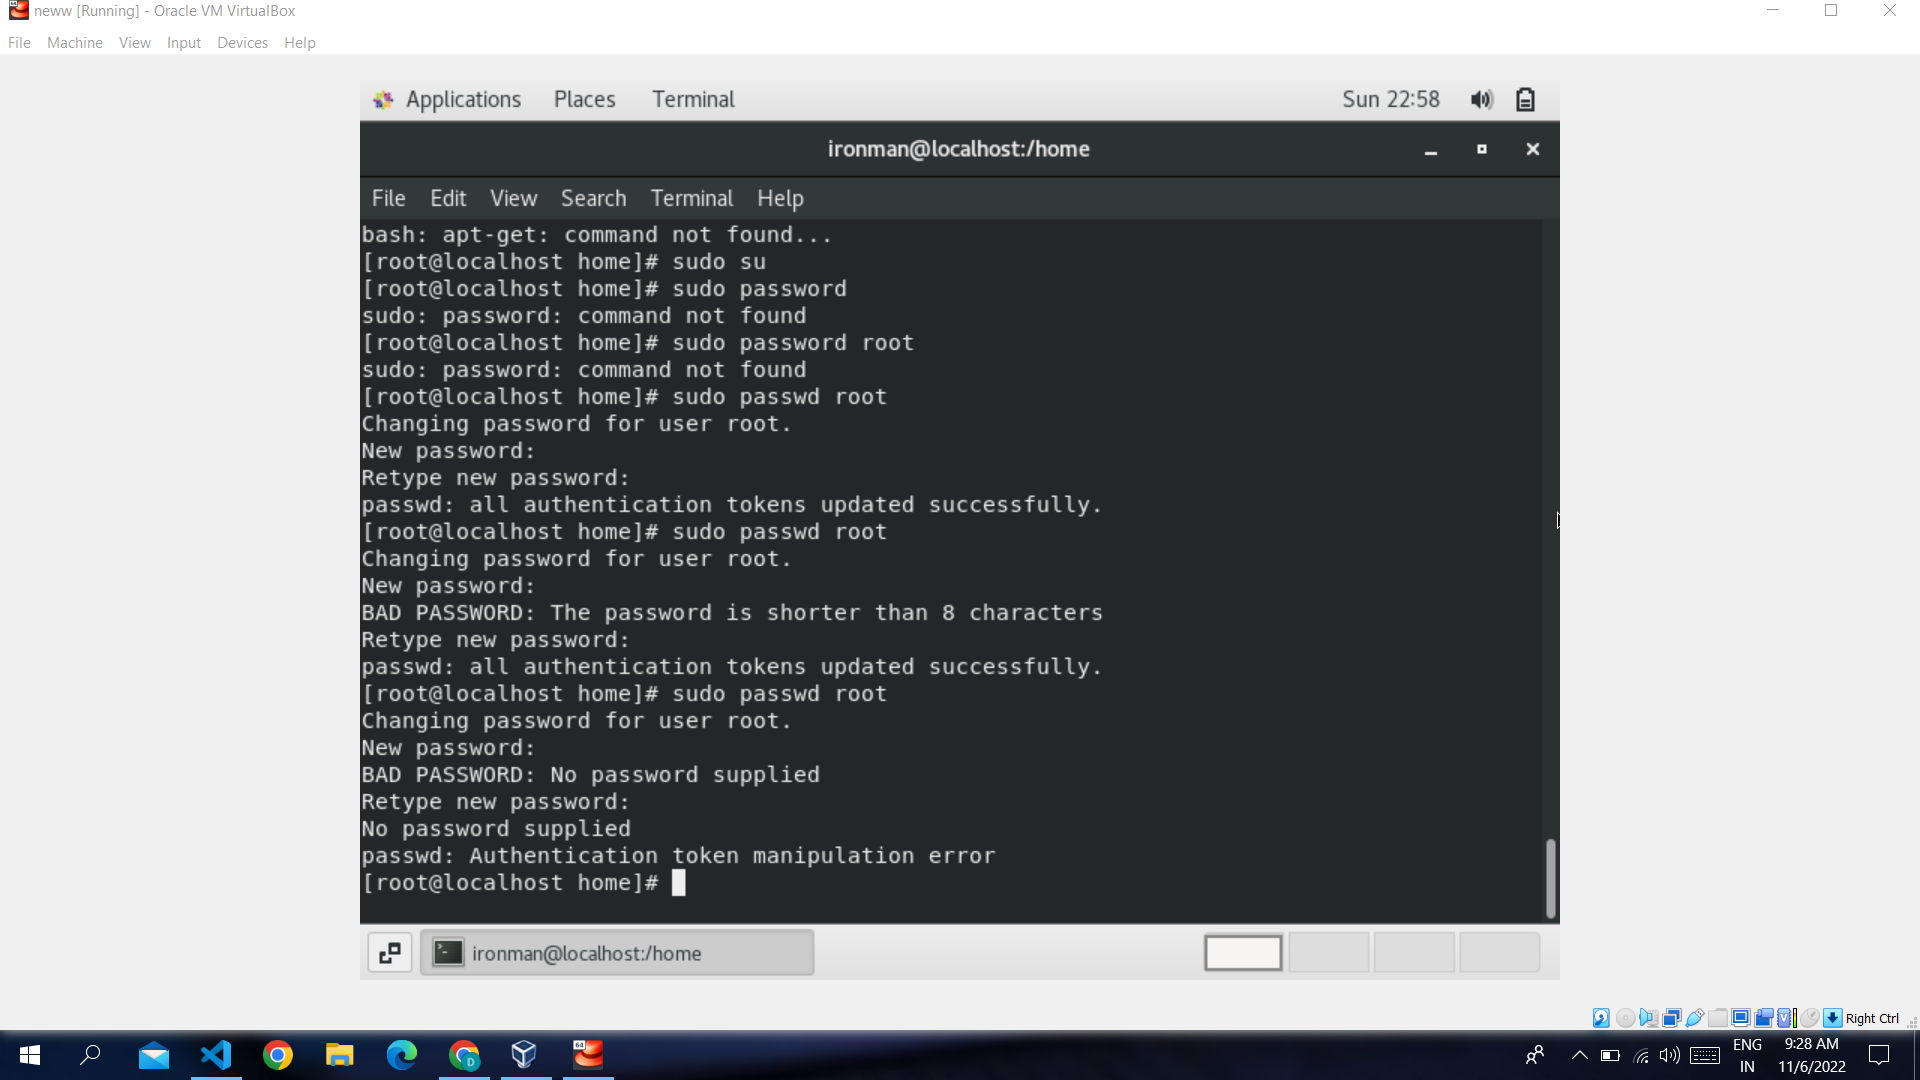 neww [Running] - Oracle VM VirtualBox
File Machine View Input Devices Help
Applications Places Terminal Sun 22:58
ironman@localhost:/home
File Edit View Search Terminal Help
bash: apt-get: command not found...
[root@localhost home]# sudo su
[root@localhost home]# sudo password
sudo: password: command not found
[root@localhost home]# sudo password root
sudo: password: command not found
[root@localhost home]# sudo passwd root
Changing password for user root.
New password:
Retype new password:
passwd: all authentication tokens updated successfully.
[root@localhost home]# sudo passwd root
Changing password for user root.
New password:
BAD PASSWORD: The password is shorter than 8 characters
Retype new password:
passwd: all authentication tokens updated successfully.
[root@localhost home]# sudo passwd root
Changing password for user root.
New password:
BAD PASSWORD: No password supplied
Retype new password:
No password supplied
passwd: Authentication token manipulation error
[root@localhost home]#
ironman@localhost:/home
Right Ctrl
64
D
64
ENG
IN
9:28 AM
11/6/2022